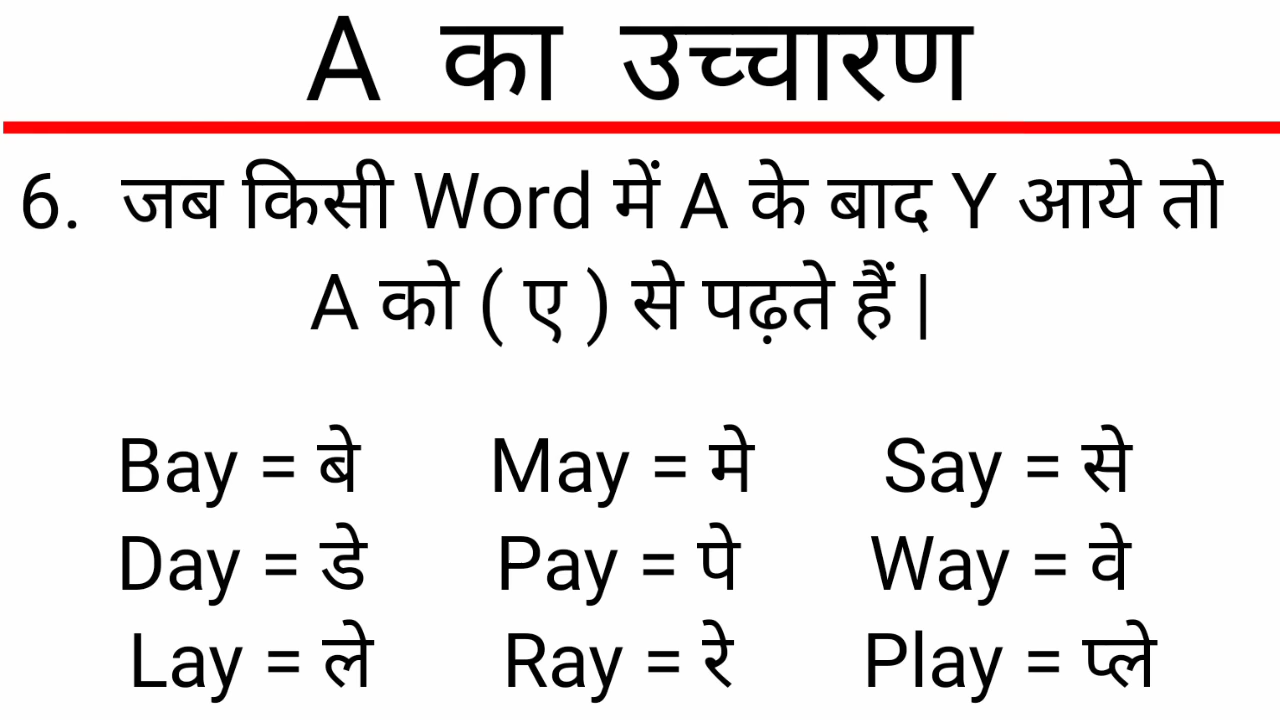 A का उच्चारण
6. जब किसी Word में A के बाद Y आये तो
A को ( ए ) से पढ़ते हैं |
Bay = बे May = मे Say = से
Day = डे Pay = पे Way = वे
Lay = ले Ray = रे Play = प्ले